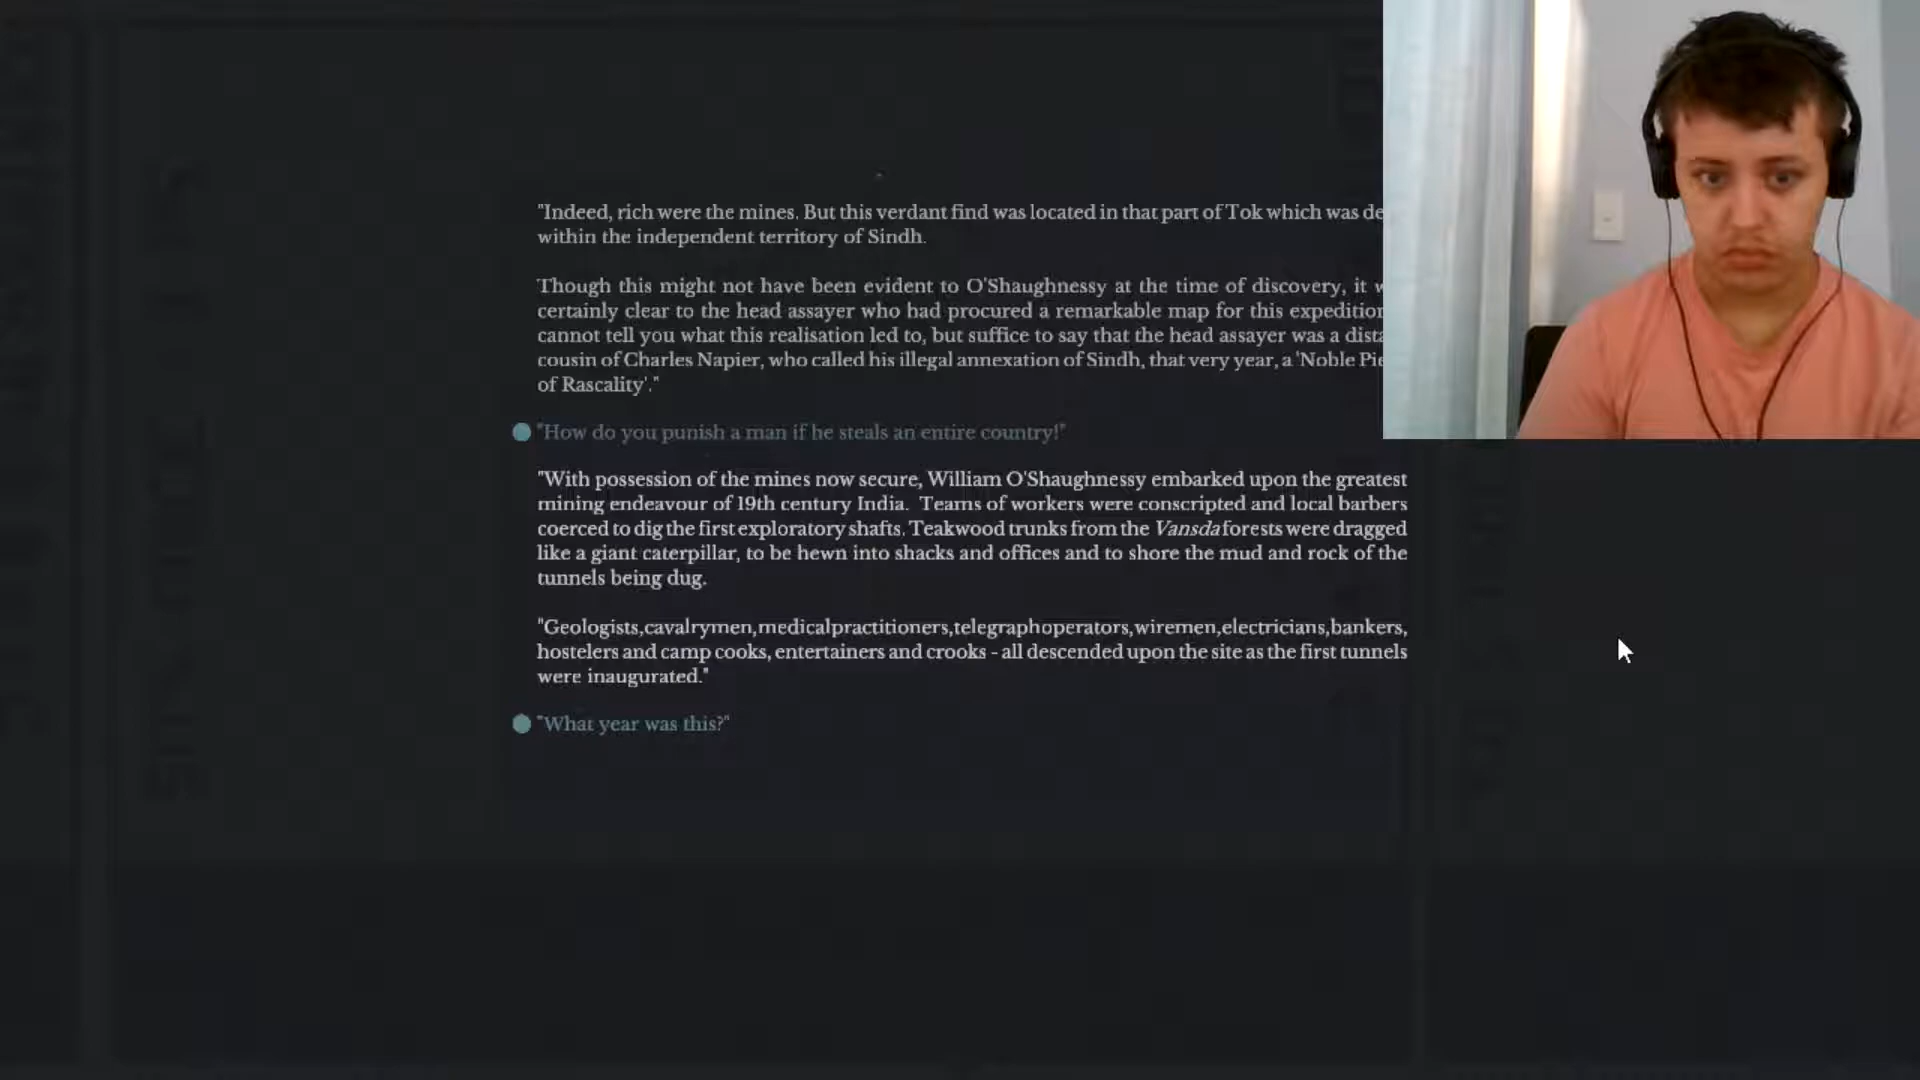 "Indeed, rich were the mines. But this verdant find was located in that part of Tok which was
within the independent territory of Sindh.
Though this might not have been evident to O'Shaughnessy at the time of discovery, it
certainly clear to the head assayer who had procured a remarkable map for this expedition
cannot tell you what this realisation led to, but suffice to say that the head assayer was a
cousin of Charles Napier, who called his illegal annexation of Sindh, that very year, a 'Noble
of Rascality'."
"How do you punish a man if he steals an entire country!"
"With possession of the mines now secure, William O'Shaughnessy embarked upon the greatest
mining endeavour of 19th century India. Teams of workers were conscripted and local barbers
coerced to dig the first exploratory shafts. Teakwood trunks from the Vansda forests were dragged
like a giant caterpillar, to be hewn into shacks and offices and to shore the mud and rock of the
tunnels being dug.
"Geologists, cavalrymen, medical practitioners, telegraph operators, wiremen, electricians, bankers,
hostelers and camp cooks, entertainers and crooks - all descended upon the site as the first tunnels
were inaugurated."
"What year was this?"